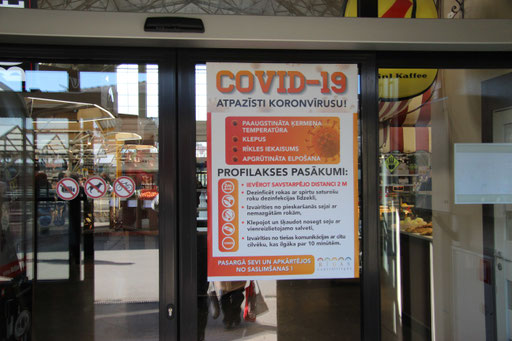 COVID-19
ATPAZĪSTI KORONVĪRUSU!
PAAUGSTINĀTA ĶERMEŅA
TEMPERATŪRA
KLEPUS
RĪKLES IEKAISUMS
APGRŪTINĀTA ELPOŠANA
PROFILAKSES PASĀKUMI:
IEVĒROT SAVSTARPĒJO DISTANCI 2 M
Dezinficēt rokas ar spirtu saturošu
roku dezinfekcijas līdzekli,
Izvairīties no pieskaršanās sejai ar
nemazgātām rokām,
Klepojot un šķaudot nosegt seju ar
vienreizlietojamo salveti,
Izvairīties no tiešas komunikācijas ar citu
cilvēku, kas ilgāka par 10 minūtēm.
PASARGĀ SEVI UN APKĀRTĒJOS
NO SASLIMŠANAS !
Kaffee